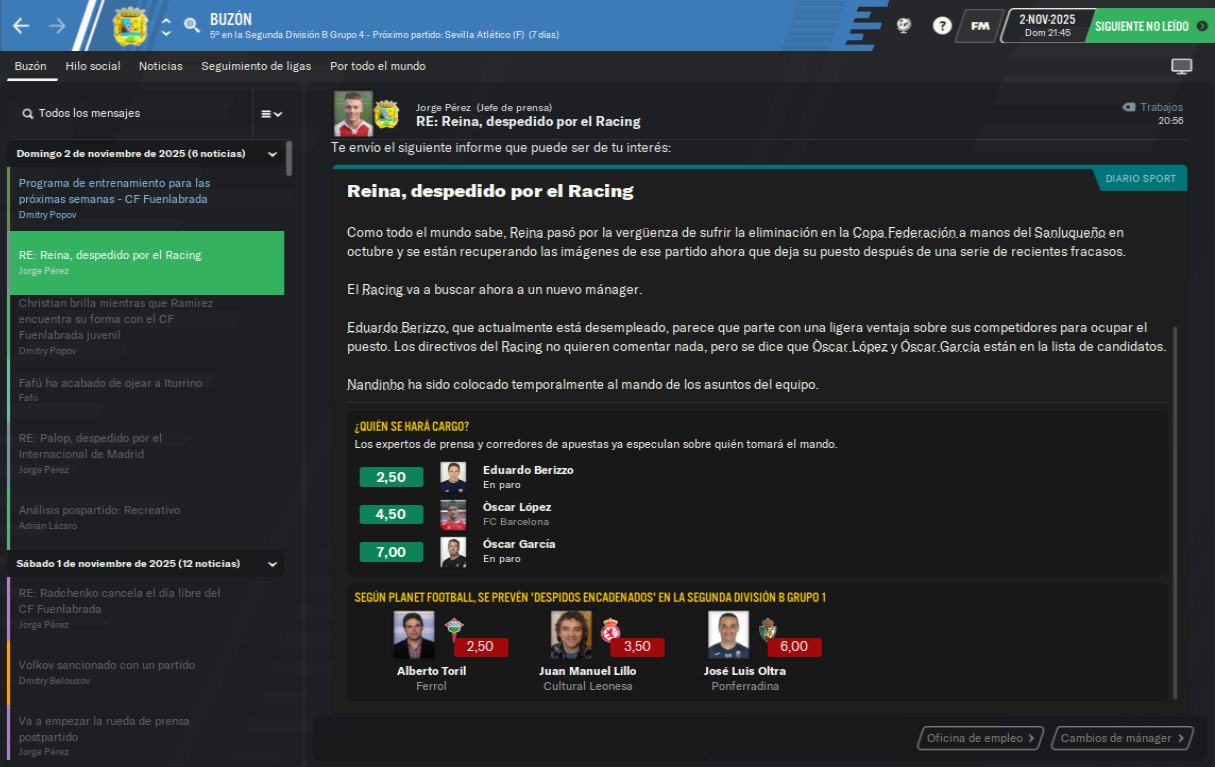 BUZÓN
5º en la Segunda División B Grupo 4 - Próximo partido: Sevilla Atlético (F) (7 días)
?
FM
2-NOV-2025
Dom 21:45
SIGUIENTE NO LEÍDO
Buzón
Hilo social
Noticias
Seguimiento de ligas
Por todo el mundo
Todos los mensajes
Domingo 2 de noviembre de 2025 (6 noticias)
Programa de entrenamiento para las
próximas semanas - CF Fuenlabrada
Dmitry Popov
RE: Reina, despedido por el Racing
Jorge Pérez
Christian brilla mientras que Ramírez
encuentra su forma con el CF
Fuenlabrada juvenil
Dmitry Popov
Fafú ha acabado de ojear a Iturrino
Fafú
RE: Palop, despedido por el
Internacional de Madrid
Jorge Pérez
Análisis pospartido: Recreativo
Adrián Lázaro
Sábado 1 de noviembre de 2025 (12 noticias)
RE: Radchenko cancela el día libre del
CF Fuenlabrada
Jorge Pérez
Volkov sancionado con un partido
Dmitry Belousov
Va a empezar la rueda de prensa
postpartido
Jorge Pérez
Jorge Pérez (Jefe de prensa)
RE: Reina, despedido por el Racing
Trabajos
20:56
Te envío el siguiente informe que puede ser de tu interés:
DIARIO SPORT
Reina, despedido por el Racing
Como todo el mundo sabe, Reina pasó por la vergüenza de sufrir la eliminación en la Copa Federación a manos del Sanluqueño en
octubre y se están recuperando las imágenes de ese partido ahora que deja su puesto después de una serie de recientes fracasos.
El Racing va a buscar ahora a un nuevo mánager.
Eduardo Berizzo, que actualmente está desempleado, parece que parte con una ligera ventaja sobre sus competidores para ocupar el
puesto. Los directivos del Racing no quieren comentar nada, pero se dice que Òscar López y Óscar García están en la lista de candidatos.
Nandinho ha sido colocado temporalmente al mando de los asuntos del equipo.
¿QUIÉN SE HARÁ CARGO?
Los expertos de prensa y corredores de apuestas ya especulan sobre quién tomará el mando.
2,50
Eduardo Berizzo
En paro
4,50
Òscar López
FC Barcelona
7,00
Óscar García
En paro
SEGÚN PLANET FOOTBALL, SE PREVÉN 'DESPIDOS ENCADENADOS' EN LA SEGUNDA DIVISIÓN B GRUPO 1
2,50
Alberto Toril
Ferrol
3,50
Juan Manuel Lillo
Cultural Leonesa
6,00
José Luis Oltra
Ponferradina
Oficina de empleo
Cambios de mánager